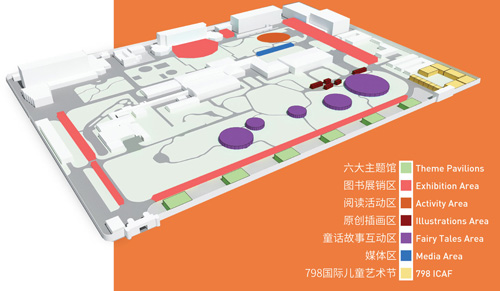 六大主题馆 Theme Pavilions
图书展销区 Exhibition Area
阅读活动区 Activity Area
原创插画区 Illustrations Area
童话故事互动区 Fairy Tales Area
媒体区 Media Area
798国际儿童艺术节 798 ICAF